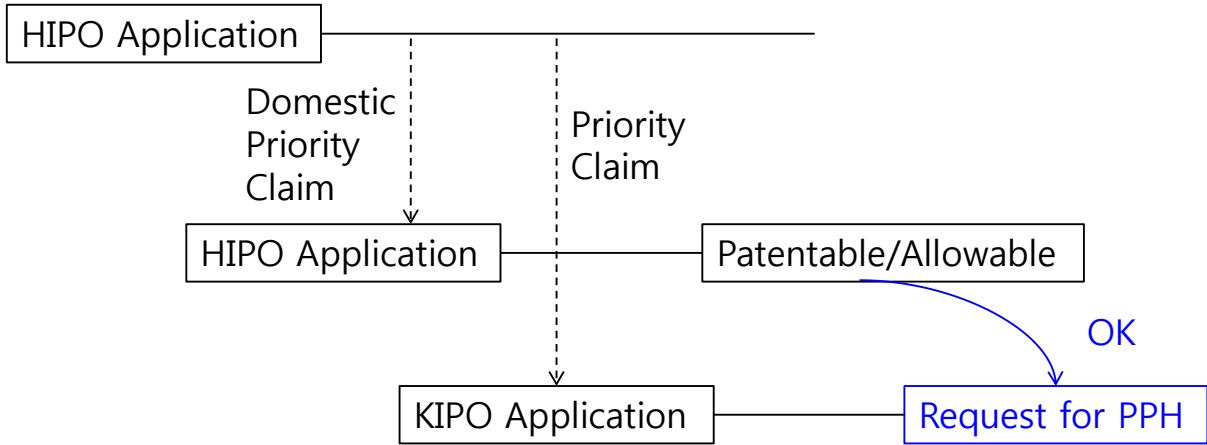 HIPO Application
Domestic
Priority
Claim
Priority
Claim
HIPO Application
Patentable/Allowable
OK
KIPO Application
Request for PPH